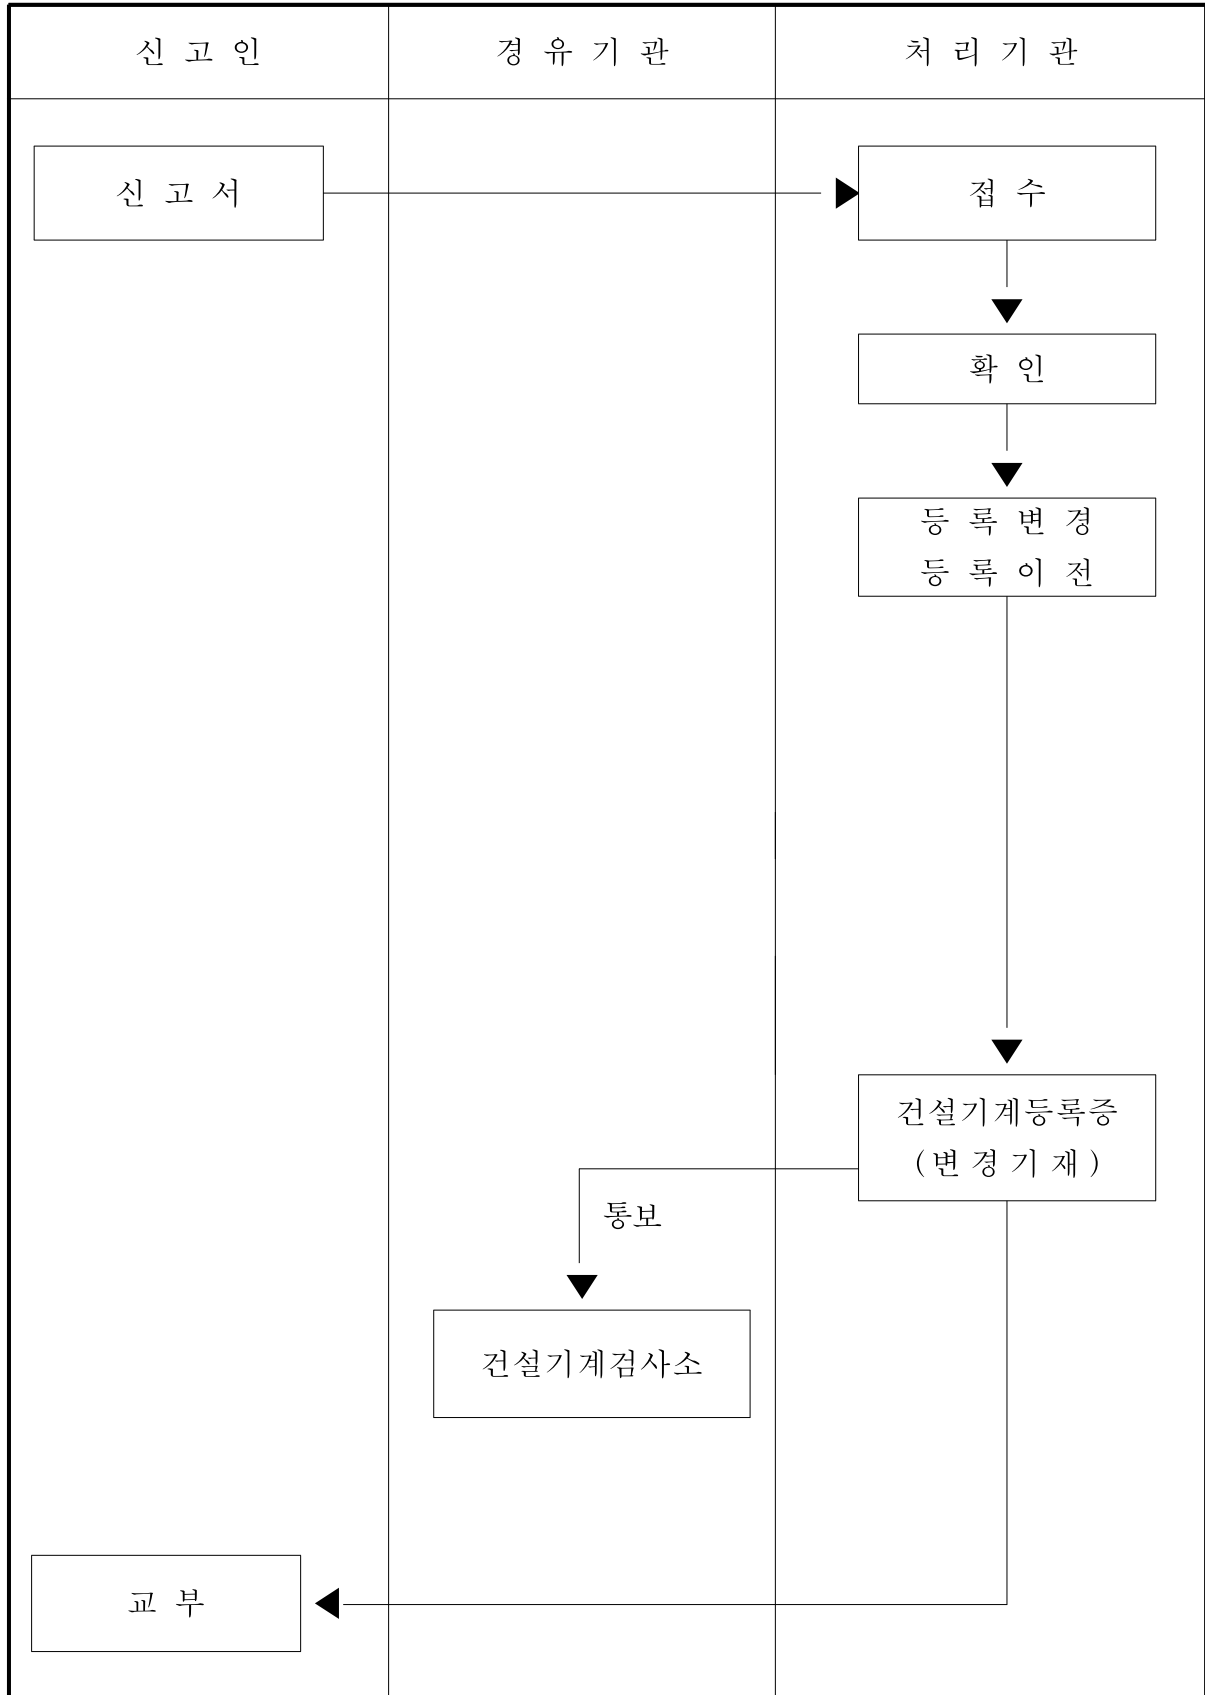 신 고 인
경 유 기 관
처 리 기 관
신 고 서
접 수
확 인
등 록 변 경
등 록 이 전
건설기계등록증
(변 경 기 재)
통보
건설기계검사소
교 부